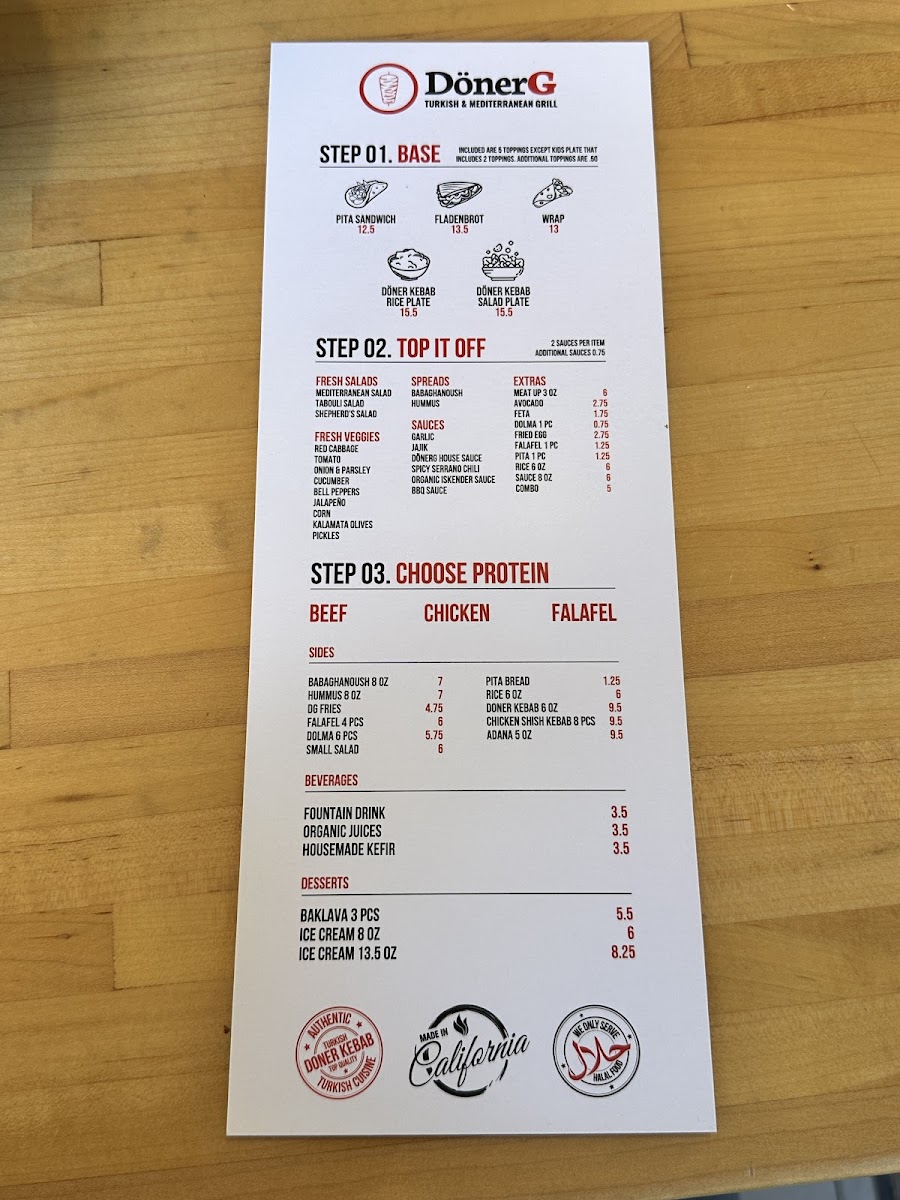 DönerG
TURKISH & MEDITERRANEAN GRILL
STEP 01. BASE
INCLUDED ARE 5 TOPPINGS EXCEPT KIDS PLATE THAT
INCLUDES 2 TOPPINGS. ADDITIONAL TOPPINGS ARE .50
PITA SANDWICH
12.5
FLADENBROT
13.5
WRAP
13
DÖNER KEBAB
RICE PLATE
15.5
DÖNER KEBAB
SALAD PLATE
15.5
STEP 02. TOP IT OFF
2 SAUCES PER ITEM
ADDITIONAL SAUCES 0.75
FRESH SALADS
MEDITERRANEAN SALAD
TABOULI SALAD
SHEPHERD'S SALAD
FRESH VEGGIES
RED CABBAGE
TOMATO
ONION & PARSLEY
CUCUMBER
BELL PEPPERS
JALAPEÑO
CORN
KALAMATA OLIVES
PICKLES
SPREADS
BABAGHANOUSH
HUMMUS
SAUCES
GARLIC
JAJIK
DÖNERG HOUSE SAUCE
SPICY SERRANO CHILI
ORGANIC ISKENDER SAUCE
BBQ SAUCE
EXTRAS
MEAT UP 3 OZ 6
AVOCADO 2.75
FETA 1.75
DOLMA 1 PC 0.75
FRIED EGG 2.75
FALAFEL 1 PC 1.25
PITA 1 PC 1.25
RICE 6 OZ 6
SAUCE 8 OZ 6
COMBO 5
STEP 03. CHOOSE PROTEIN
BEEF CHICKEN FALAFEL
SIDES
BABAGHANOUSH 8 OZ 7
HUMMUS 8 OZ 7
DG FRIES 4.75
FALAFEL 4 PCS 6
DOLMA 6 PCS 5.75
SMALL SALAD 6
PITA BREAD 1.25
RICE 6 OZ 6
DONER KEBAB 6 OZ 9.5
CHICKEN SHISH KEBAB 8 PCS 9.5
ADANA 5 OZ 9.5
BEVERAGES
FOUNTAIN DRINK 3.5
ORGANIC JUICES 3.5
HOUSEMADE KEFIR 3.5
DESSERTS
BAKLAVA 3 PCS 5.5
ICE CREAM 8 OZ 6
ICE CREAM 13.5 OZ 8.25
AUTHENTIC
TURKISH
DONER KEBAB
TOP QUALITY
TURKISH CUISINE
MADE IN
California
WE ONLY SERVE
حلال
HALAL FOOD